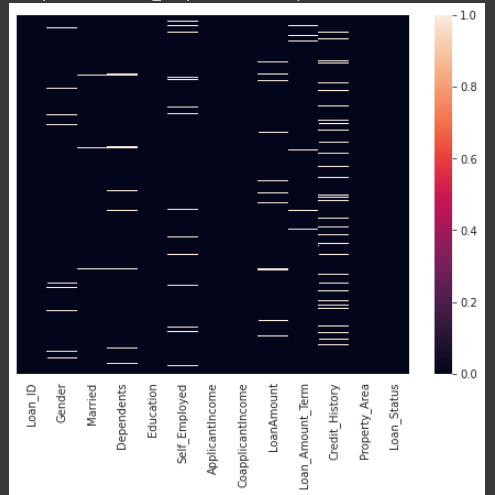 1.0
0.8
0.6
0.4
0.2
0.0
Loan_ID
Gender
Married
Dependents
Education
Self_Employed
ApplicantIncome
CoapplicantIncome
LoanAmount
Loan_Amount_Term
Credit_History
Property_Area
Loan_Status